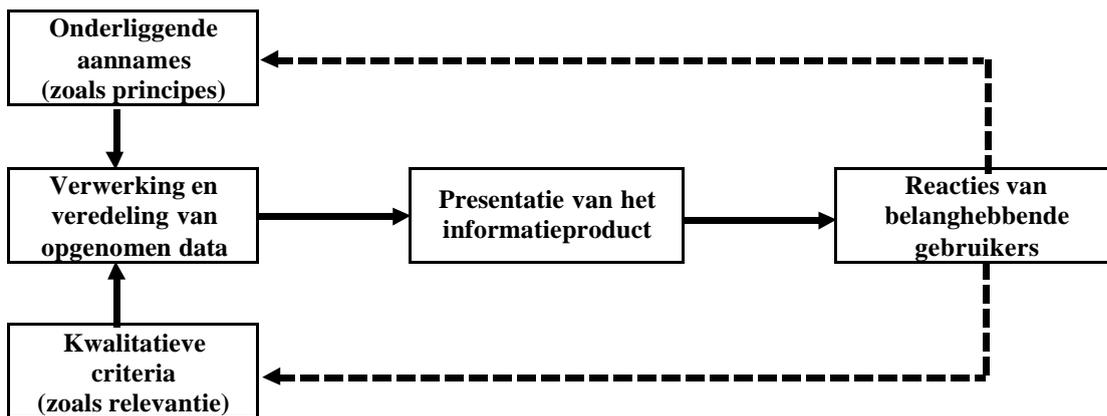 Onderliggende
aannames
(zoals principes)
Verwerking en
veredeling van
opgenomen data
Presentatie van het
informatieproduct
Reacties van
belanghebbende
gebruikers
Kwalitatieve
criteria
(zoals relevantie)